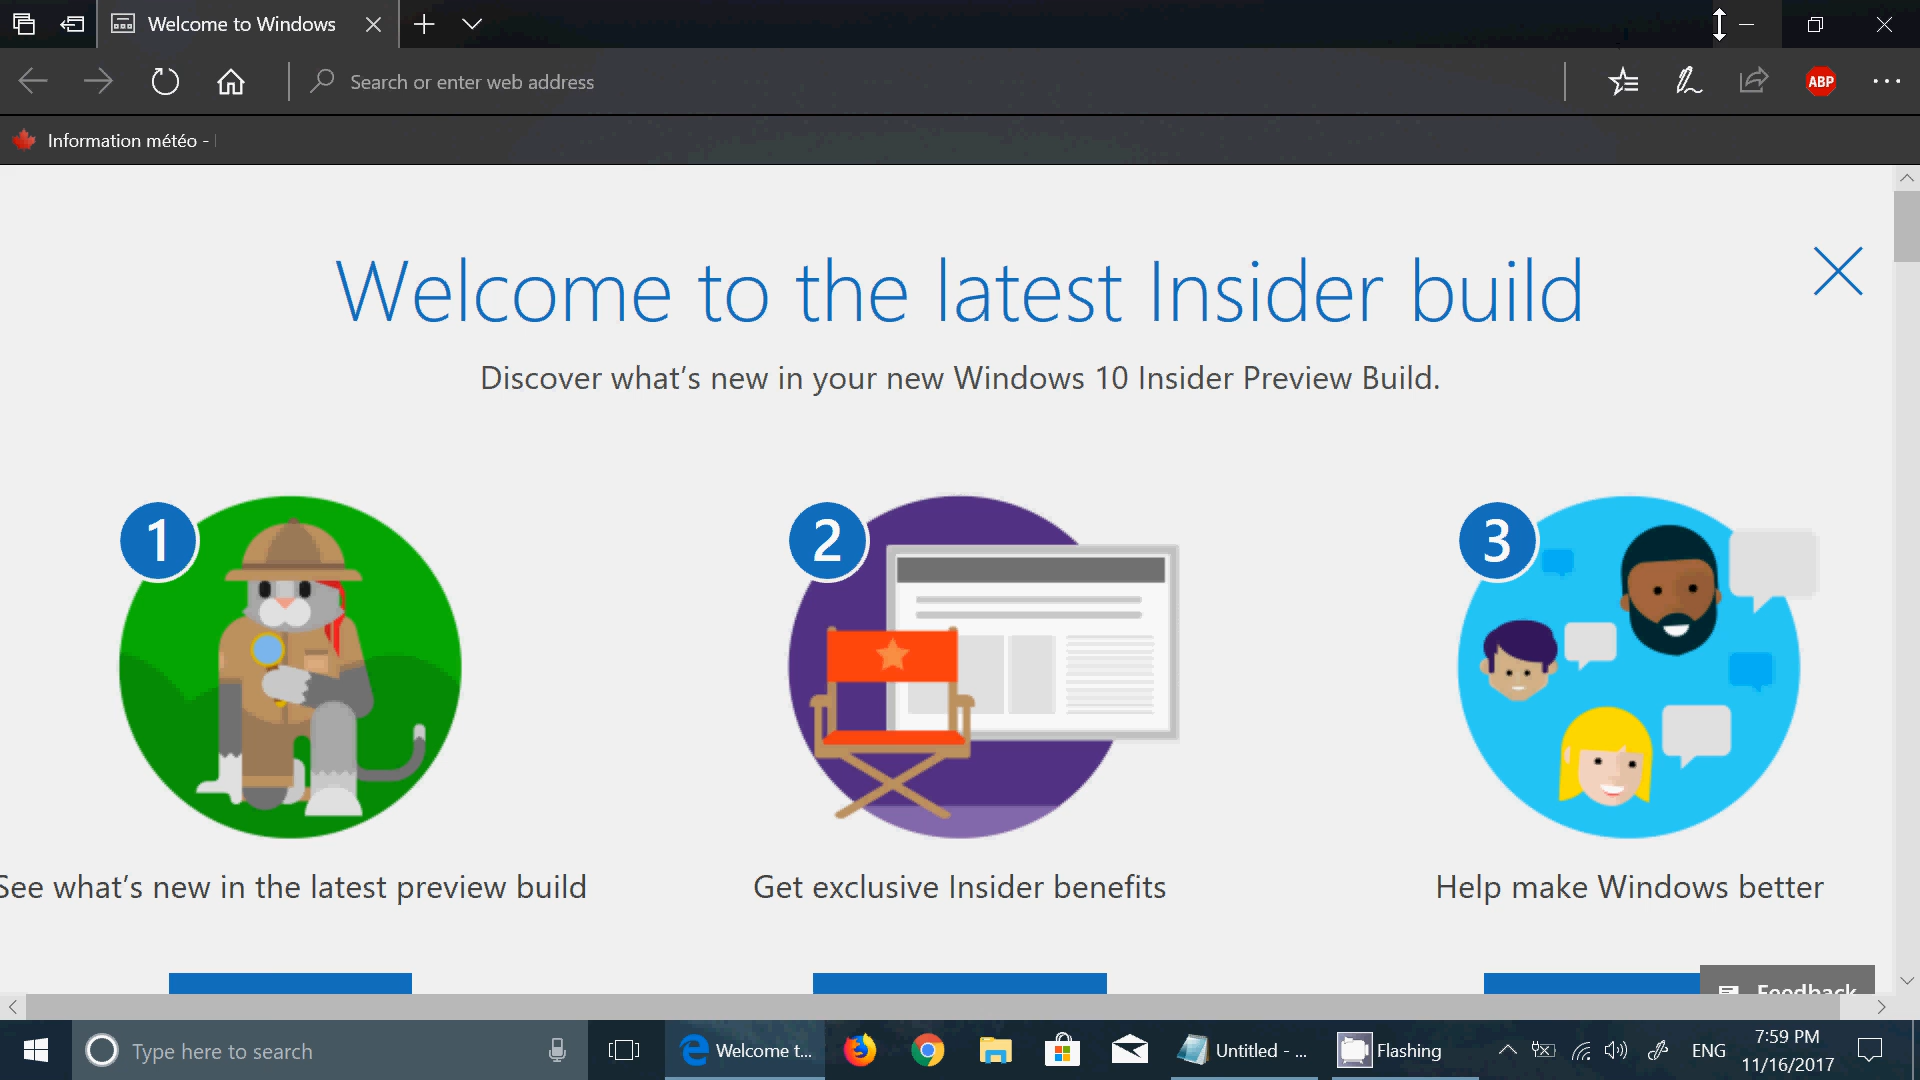 Welcome to Windows
Search or enter web address
ABP
Information météo -
Welcome to the latest Insider build
Discover what's new in your new Windows 10 Insider Preview Build.
1
2
3
See what's new in the latest preview build
Get exclusive Insider benefits
Help make Windows better
Feedback
Type here to search
Welcome t...
Untitled - ...
Flashing
ENG
7:59 PM
11/16/2017